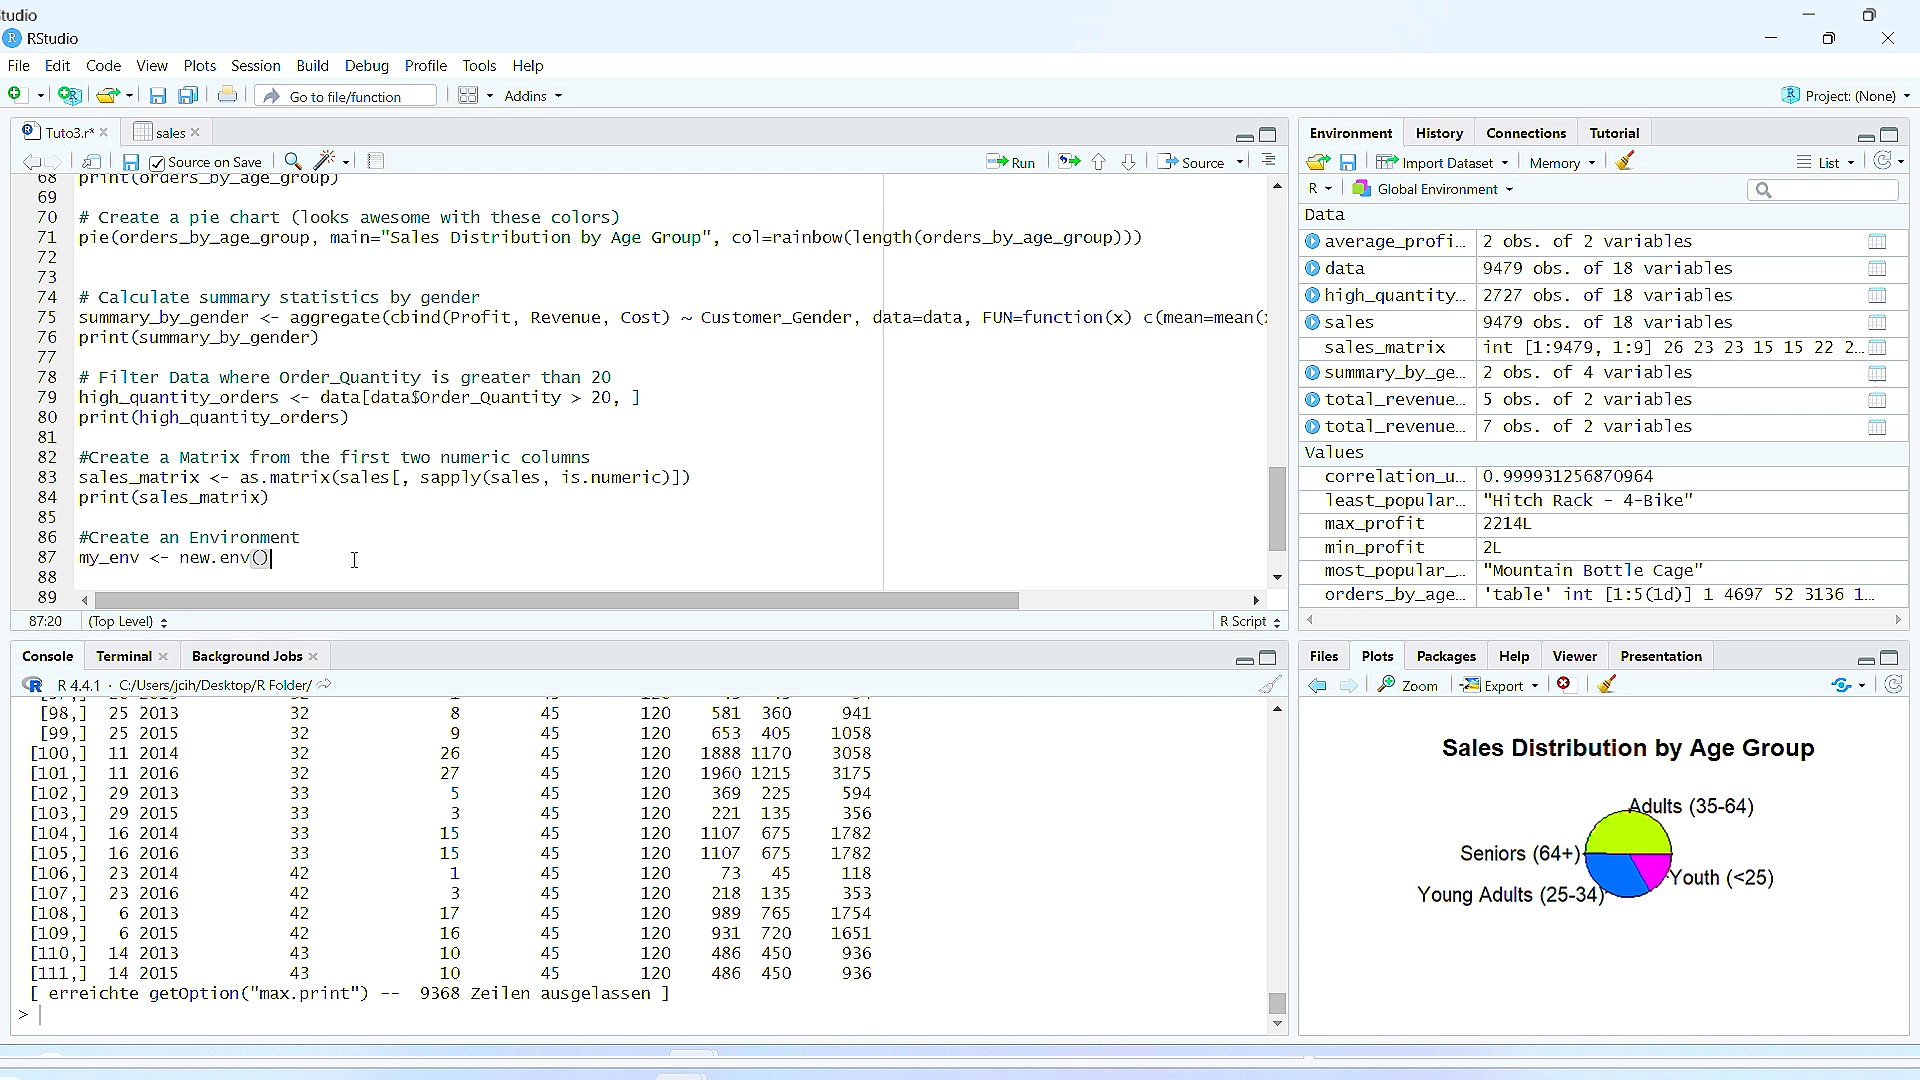 tudio
RStudio
File Edit Code View Plots Session Build Debug Profile Tools Help
Go to file/function Addins Project: (None)
Tuto3.r* sales
Source on Save Run Source
68 print(orders_by_age_group)
69
70 # Create a pie chart (looks awesome with these colors)
71 pie(orders_by_age_group, main="Sales Distribution by Age Group", col=rainbow(length(orders_by_age_group)))
72
73
74 # Calculate summary statistics by gender
75 summary_by_gender <- aggregate(cbind(Profit, Revenue, Cost) ~ Customer_Gender, data=data, FUN=function(x) c(mean=mean(
76 print(summary_by_gender)
77
78 # Filter Data where Order_Quantity is greater than 20
79 high_quantity_orders <- data[data$Order_Quantity > 20, ]
80 print(high_quantity_orders)
81
82 #Create a Matrix from the first two numeric columns
83 sales_matrix <- as.matrix(sales[, sapply(sales, is.numeric)])
84 print(sales_matrix)
85
86 #Create an Environment
87 my_env <- new.env()
88
89
87:20 (Top Level) R Script
Console Terminal Background Jobs
R 4.4.1 · C:/Users/jcih/Desktop/R Folder/
[98,] 25 2013 32 8 45 120 581 360 941
[99,] 25 2015 32 9 45 120 653 405 1058
[100,] 11 2014 32 26 45 120 1888 1170 3058
[101,] 11 2016 32 27 45 120 1960 1215 3175
[102,] 29 2013 33 5 45 120 369 225 594
[103,] 29 2015 33 3 45 120 221 135 356
[104,] 16 2014 33 15 45 120 1107 675 1782
[105,] 16 2016 33 15 45 120 1107 675 1782
[106,] 23 2014 42 1 45 120 73 45 118
[107,] 23 2016 42 3 45 120 218 135 353
[108,] 6 2013 42 17 45 120 989 765 1754
[109,] 6 2015 42 16 45 120 931 720 1651
[110,] 14 2013 43 10 45 120 486 450 936
[111,] 14 2015 43 10 45 120 486 450 936
[ erreichte getOption("max.print") -- 9368 Zeilen ausgelassen ]
>
Environment History Connections Tutorial
Import Dataset Memory List
R Global Environment
Data
average_profi... 2 obs. of 2 variables
data 9479 obs. of 18 variables
high_quantity... 2727 obs. of 18 variables
sales 9479 obs. of 18 variables
sales_matrix int [1:9479, 1:9] 26 23 23 15 15 22 2...
summary_by_ge... 2 obs. of 4 variables
total_revenue... 5 obs. of 2 variables
total_revenue... 7 obs. of 2 variables
Values
correlation_u... 0.999931256870964
least_popular... "Hitch Rack - 4-Bike"
max_profit 2214L
min_profit 2L
most_popular_... "Mountain Bottle Cage"
orders_by_age... 'table' int [1:5(1d)] 1 4697 52 3136 1...
Files Plots Packages Help Viewer Presentation
Zoom Export
Sales Distribution by Age Group
Adults (35-64)
Seniors (64+)
Youth (<25)
Young Adults (25-34)